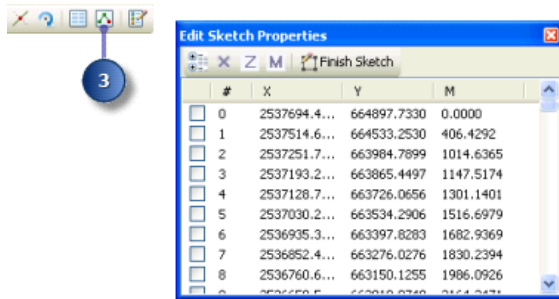 3
Edit Sketch Properties
Z M Finish Sketch
# X Y M
0 2537694.4... 664897.7330 0.0000
1 2537514.6... 664533.2530 406.4292
2 2537251.7... 663984.7899 1014.6365
3 2537193.2... 663865.4497 1147.5174
4 2537128.7... 663726.0656 1301.1401
5 2537030.2... 663534.2906 1516.6979
6 2536935.3... 663397.8283 1682.9369
7 2536852.4... 663276.0276 1830.2394
8 2536760.6... 663150.1255 1986.0926